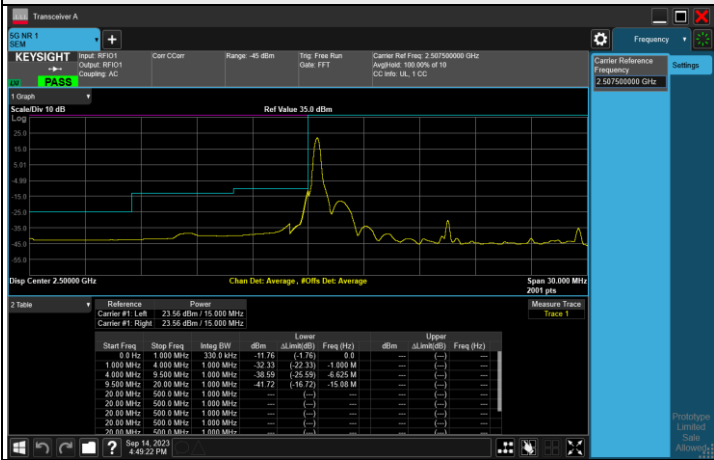 Transceiver A
5G NR 1
SEM
Frequency
KEYSIGHT
PASS
Input: RFIO1
Output: RFIO1
Coupling: AC
Corr CCorr
Range: -45 dBm
Trig: Free Run
Gate: FFT
Carrier Ref Freq: 2.507500000 GHz
Avg|Hold: 100.00% of 10
CC Info: UL, 1 CC
Carrier Reference
Frequency
2.507500000 GHz
Settings
1 Graph
Scale/Div 10 dB
Ref Value 35.0 dBm
Log
25.0
15.0
5.01
-4.99
-15.0
-25.0
-35.0
-45.0
-55.0
Disp Center 2.50000 GHz
Chan Det: Average , #Offs Det: Average
Span 30.000 MHz
2001 pts
2 Table
Reference Power
Carrier #1: Left 23.56 dBm / 15.000 MHz
Carrier #1: Right 23.56 dBm / 15.000 MHz
Measure Trace
Trace 1
Lower Upper
Start Freq Stop Freq Integ BW dBm ΔLimit(dB) Freq (Hz) dBm ΔLimit(dB) Freq (Hz)
0.0 Hz 1.000 MHz 330.0 kHz -11.76 (-1.76) 0.0 --- (---) ---
1.000 MHz 4.000 MHz 1.000 MHz -32.33 (-22.33) -1.000 M --- (---) ---
4.000 MHz 9.500 MHz 1.000 MHz -38.59 (-25.59) -6.625 M --- (---) ---
9.500 MHz 20.00 MHz 1.000 MHz -41.72 (-16.72) -15.08 M --- (---) ---
20.00 MHz 500.0 MHz 1.000 MHz --- (---) --- --- (---) ---
20.00 MHz 500.0 MHz 1.000 MHz --- (---) --- --- (---) ---
20.00 MHz 500.0 MHz 1.000 MHz --- (---) --- --- (---) ---
20.00 MHz 500.0 MHz 1.000 MHz --- (---) --- --- (---) ---
Sep 14, 2023
4:49:22 PM
Prototype
Limited
Sale
Allowed